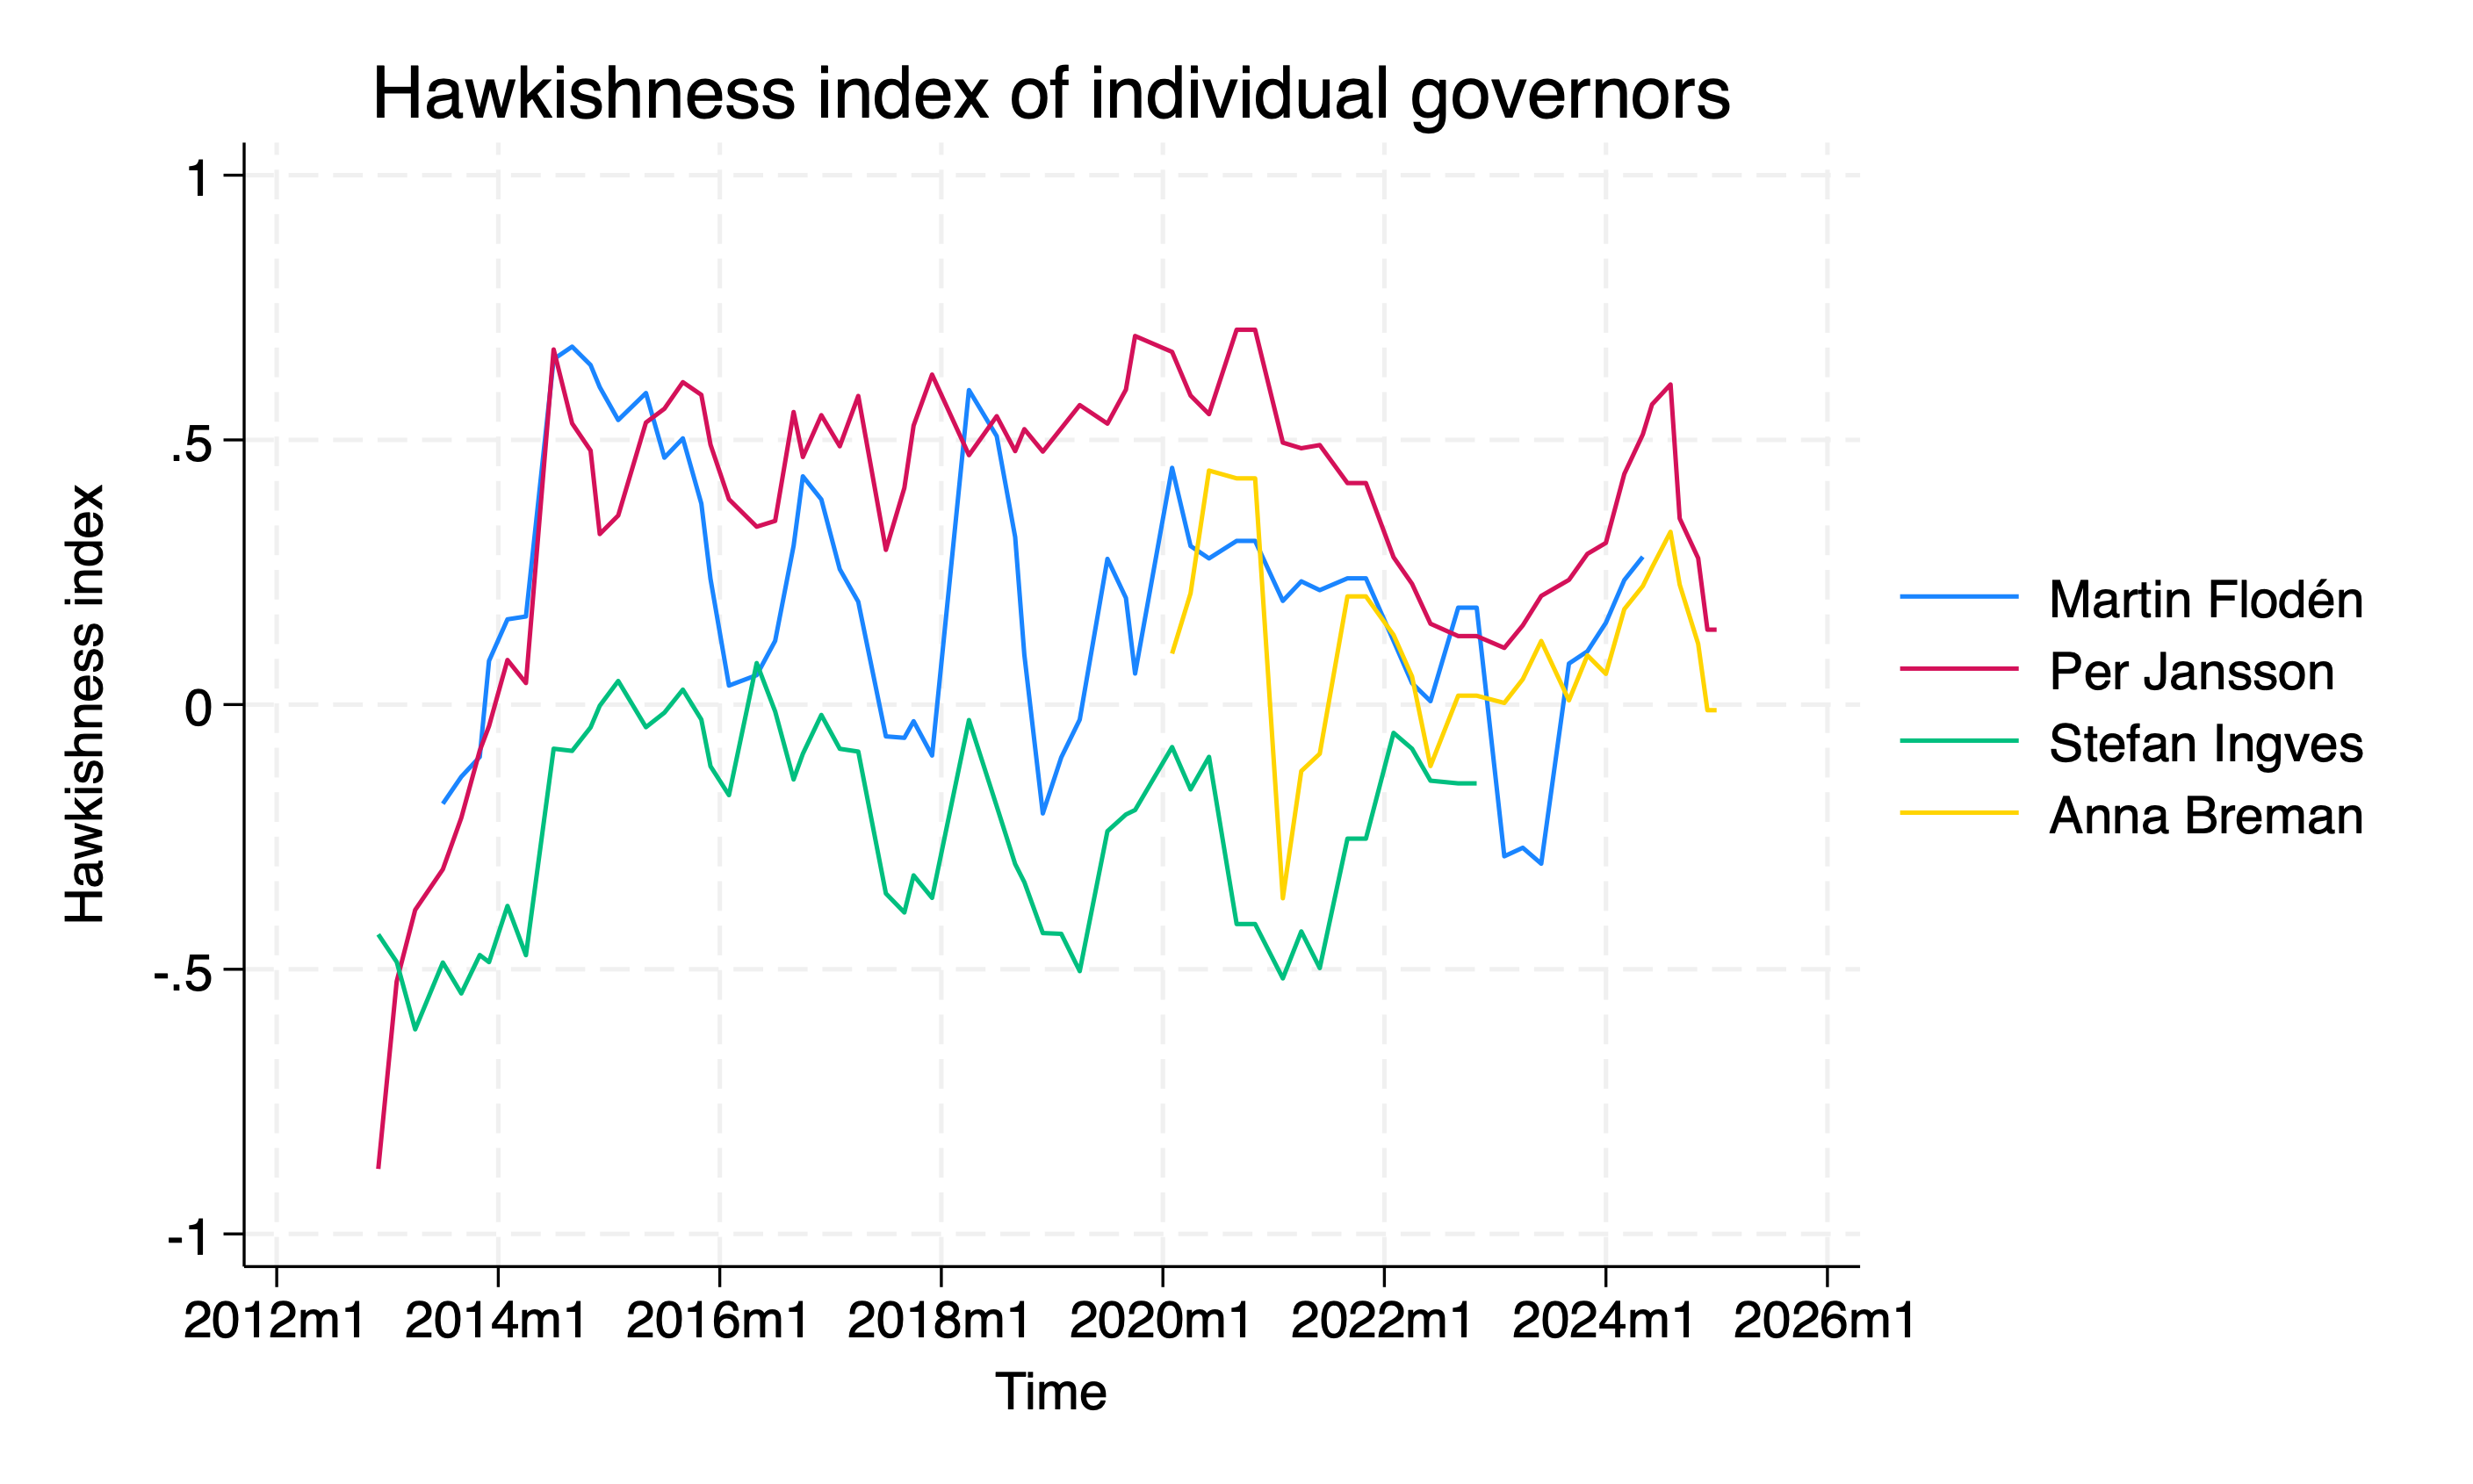 Hawkishness index of individual governors
1
.5
0
-.5
-1
Hawkishness index
2012m1 2014m1 2016m1 2018m1 2020m1 2022m1 2024m1 2026m1
Time
Martin Flodén
Per Jansson
Stefan Ingves
Anna Breman